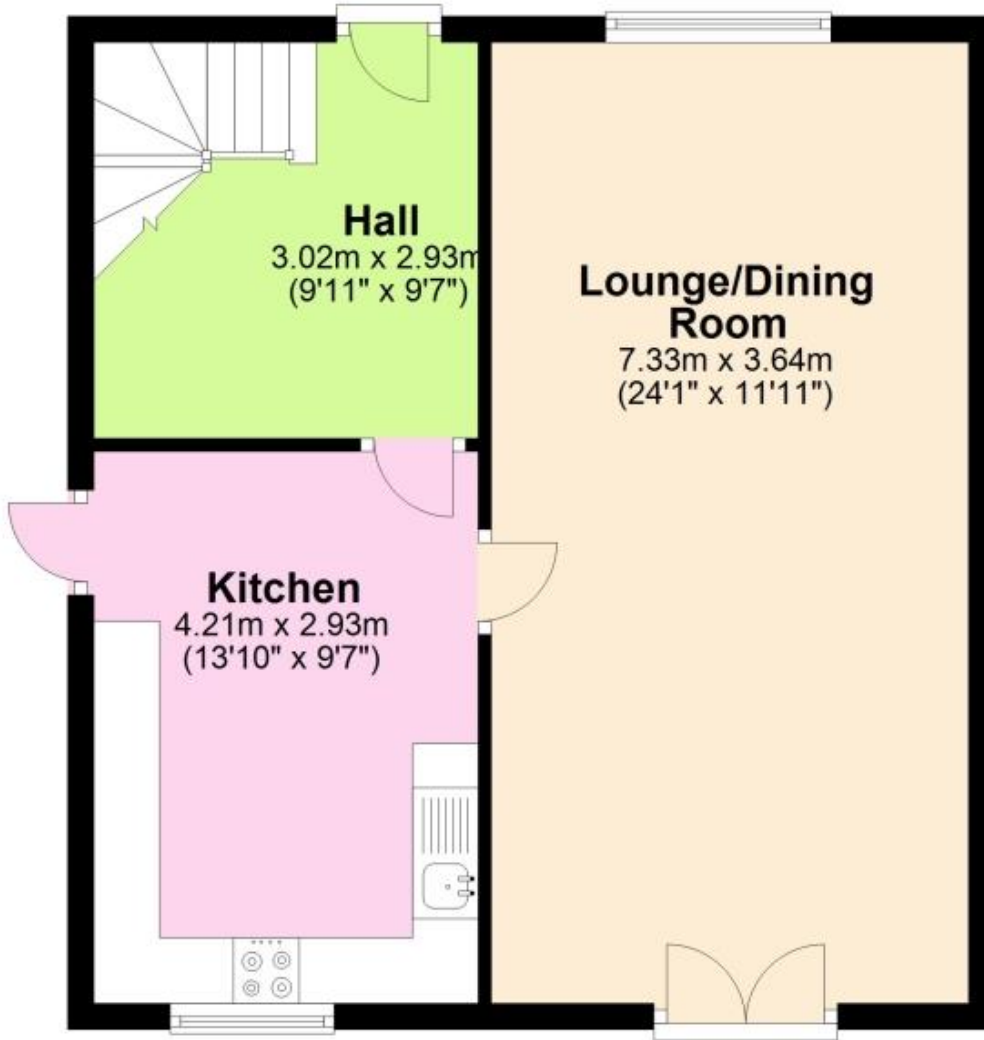 Hall
3.02m x 2.93m
(9'11" x 9'7")
Lounge/Dining
Room
7.33m x 3.64m
(24'1" x 11'11")
Kitchen
4.21m x 2.93m
(13'10" x 9'7")